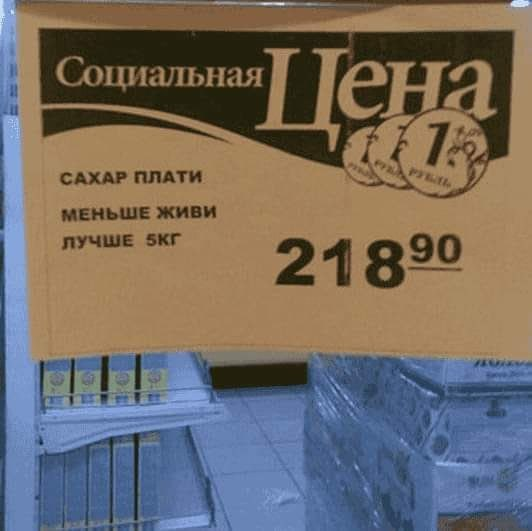 Социальная Цена
1 РУБЛЬ
САХАР ПЛАТИ
МЕНЬШЕ ЖИВИ
ЛУЧШЕ 5КГ
218 90